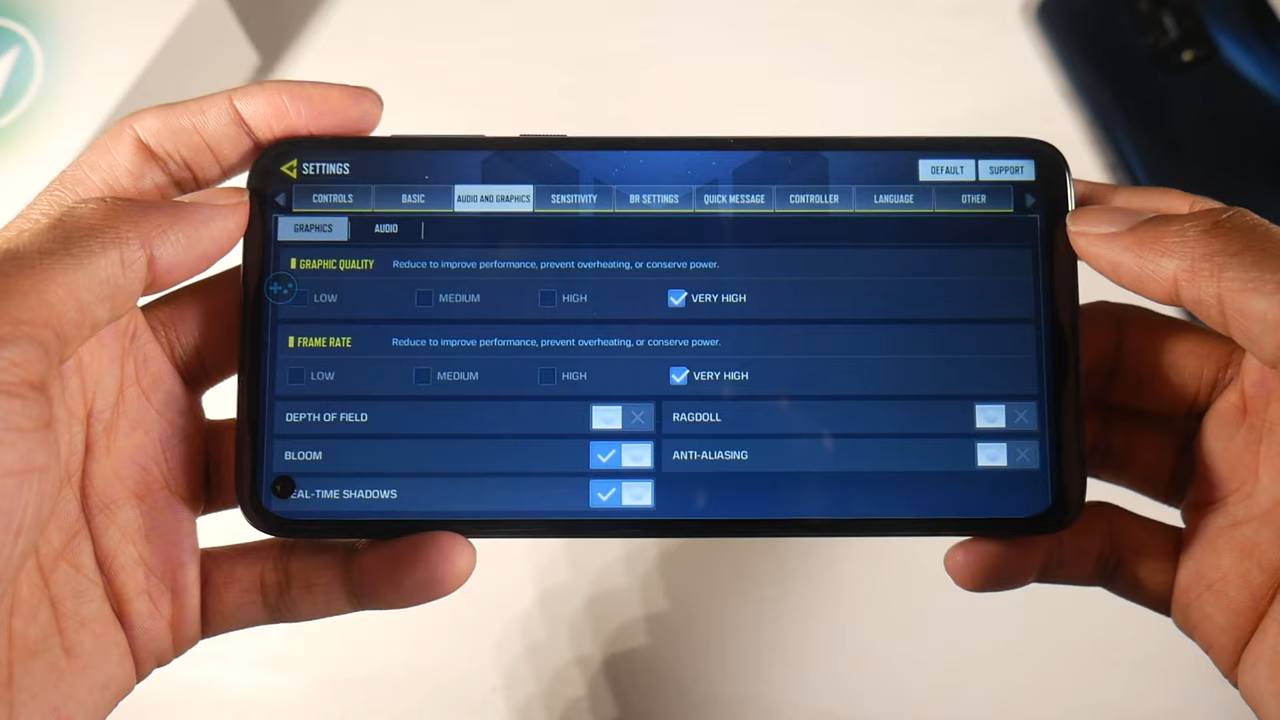 SETTINGS
DEFAULT SUPPORT
CONTROLS BASIC AUDIO AND GRAPHICS SENSITIVITY BR SETTINGS QUICK MESSAGE CONTROLLER LANGUAGE OTHER
GRAPHICS AUDIO
GRAPHIC QUALITY Reduce to improve performance, prevent overheating, or conserve power.
LOW MEDIUM HIGH VERY HIGH
FRAME RATE Reduce to improve performance, prevent overheating, or conserve power.
LOW MEDIUM HIGH VERY HIGH
DEPTH OF FIELD RAGDOLL
BLOOM ANTI-ALIASING
EAL-TIME SHADOWS